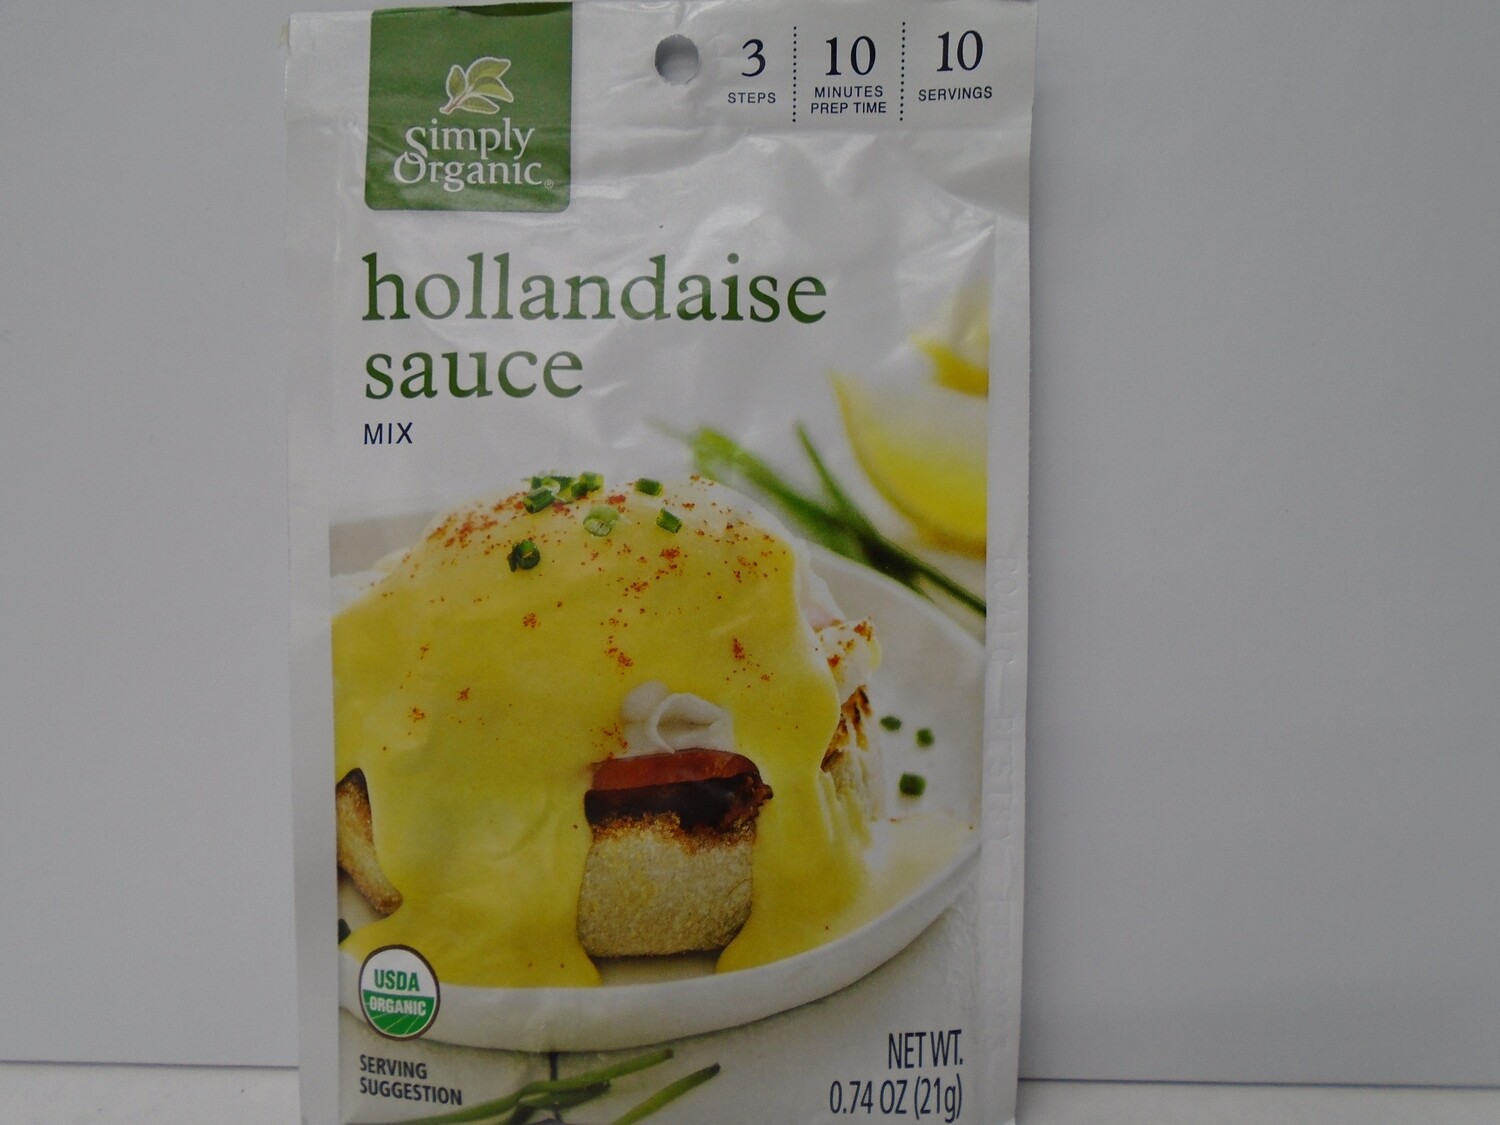 Simply
Organic®
3
STEPS
10
MINUTES
PREP TIME
10
SERVINGS
hollandaise
sauce
MIX
USDA
ORGANIC
SERVING
SUGGESTION
NET WT.
0.74 OZ (21g)